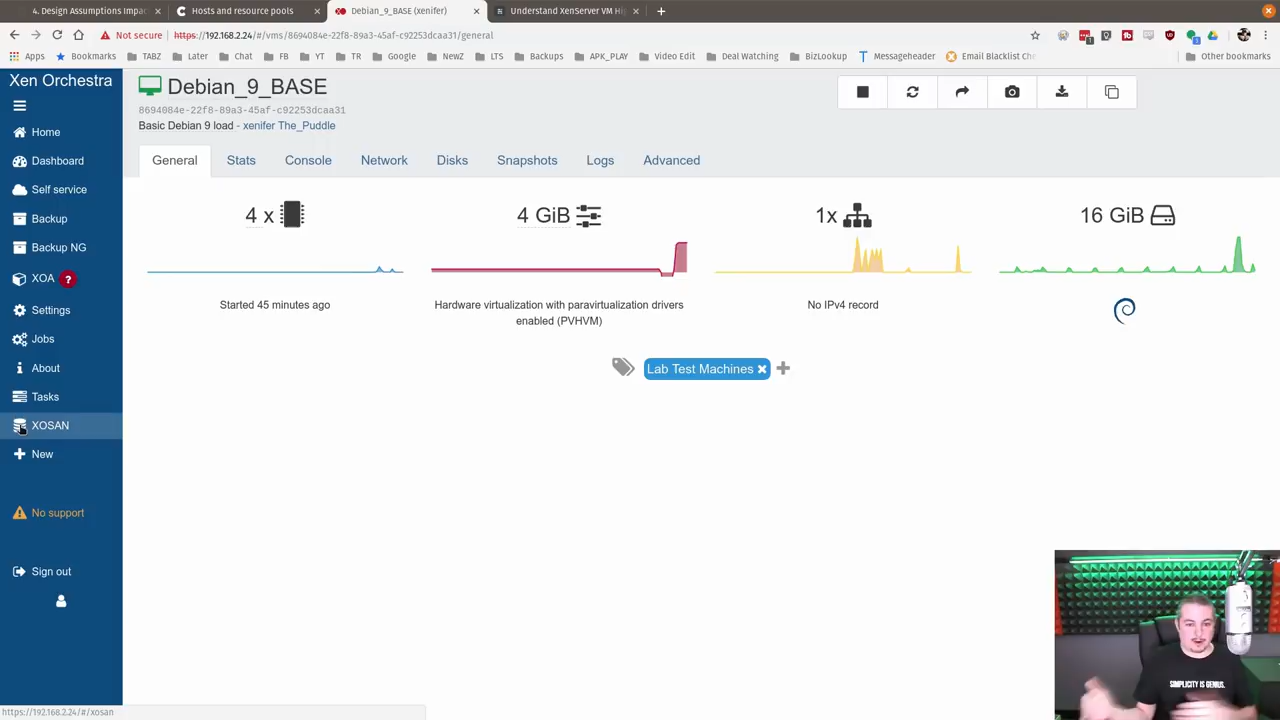 4. Design Assumptions Impac
Hosts and resource pools
Debian_9_BASE (xenifer)
Understand XenServer VM Hi
Not secure
https://192.168.2.24/#/vms/8694084e-22f8-89a3-45af-c92253dcaa31/general
Apps
Bookmarks
TABZ
Later
Chat
FB
YT
TR
Google
NewZ
LTS
Backups
APK_PLAY
Video Edit
Deal Watching
BizLookup
Messageheader
Email Blacklist Che
Other bookmarks
Xen Orchestra
Home
Dashboard
Self service
Backup
Backup NG
XOA ?
Settings
Jobs
About
Tasks
XOSAN
New
No support
Sign out
Debian_9_BASE
8694084e-22f8-89a3-45af-c92253dcaa31
Basic Debian 9 load - xenifer The_Puddle
General
Stats
Console
Network
Disks
Snapshots
Logs
Advanced
4 x
4 GiB
1x
16 GiB
Started 45 minutes ago
Hardware virtualization with paravirtualization drivers
enabled (PVHVM)
No IPv4 record
Lab Test Machines
SIMPLICITY IS GENIUS.
https://192.168.2.24/#/xosan